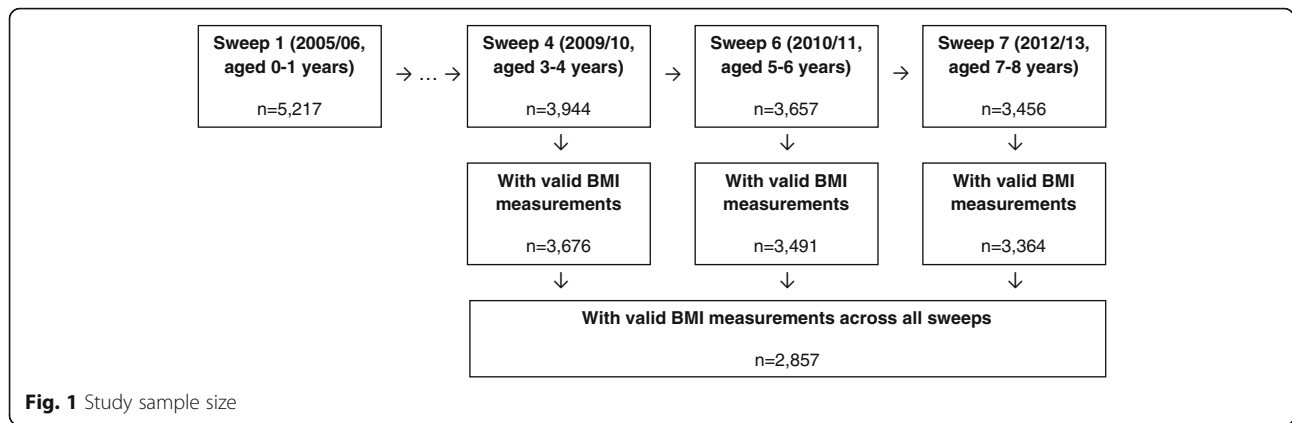 Sweep 1 (2005/06,
aged 0-1 years)
n=5,217
→ … →
Sweep 4 (2009/10,
aged 3-4 years)
n=3,944
→
Sweep 6 (2010/11,
aged 5-6 years)
n=3,657
→
Sweep 7 (2012/13,
aged 7-8 years)
n=3,456
↓ ↓ ↓
With valid BMI
measurements
n=3,676
With valid BMI
measurements
n=3,491
With valid BMI
measurements
n=3,364
↓ ↓ ↓
With valid BMI measurements across all sweeps
n=2,857
Fig. 1 Study sample size